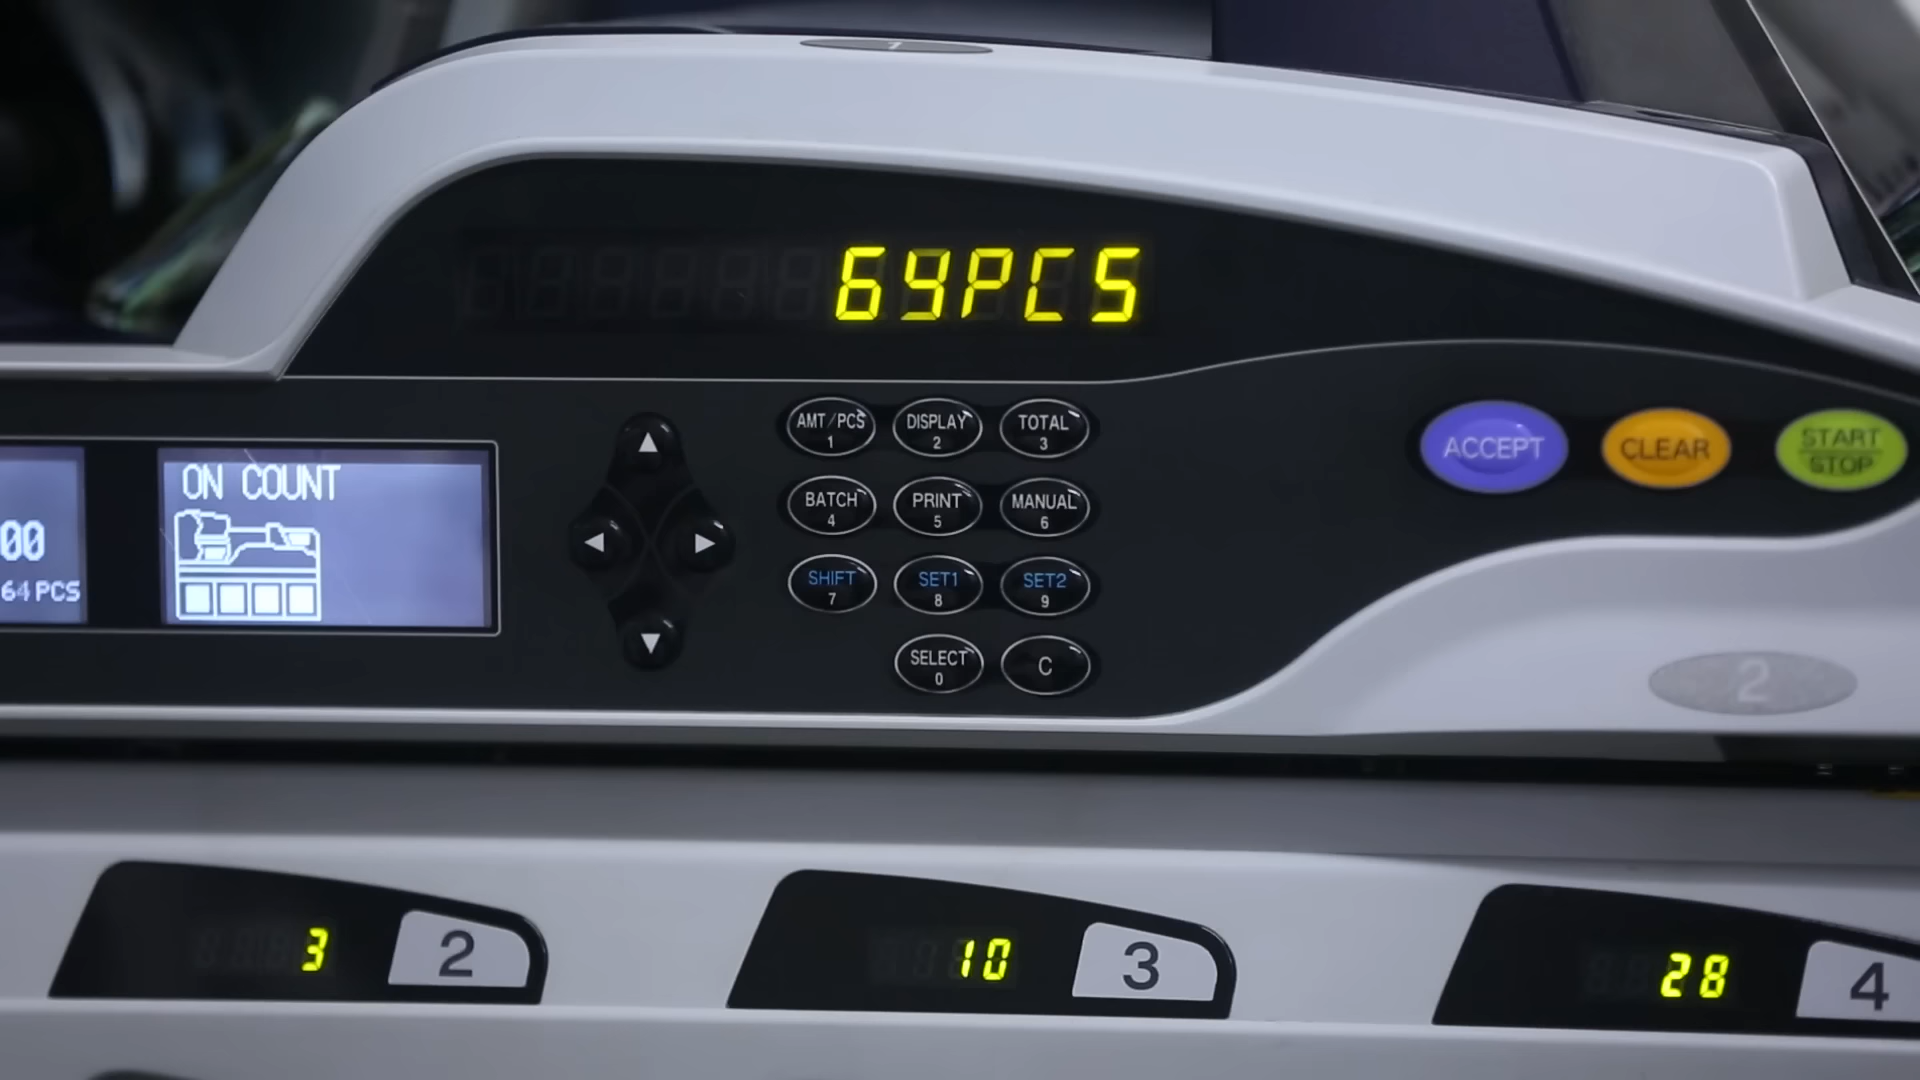 1
69PCS
ON COUNT
00
64 PCS
AMT/PCS
1
DISPLAY
2
TOTAL
3
BATCH
4
PRINT
5
MANUAL
6
SHIFT
7
SET1
8
SET2
9
SELECT
0
C
ACCEPT
CLEAR
START
STOP
2
3
2
10
3
28
4